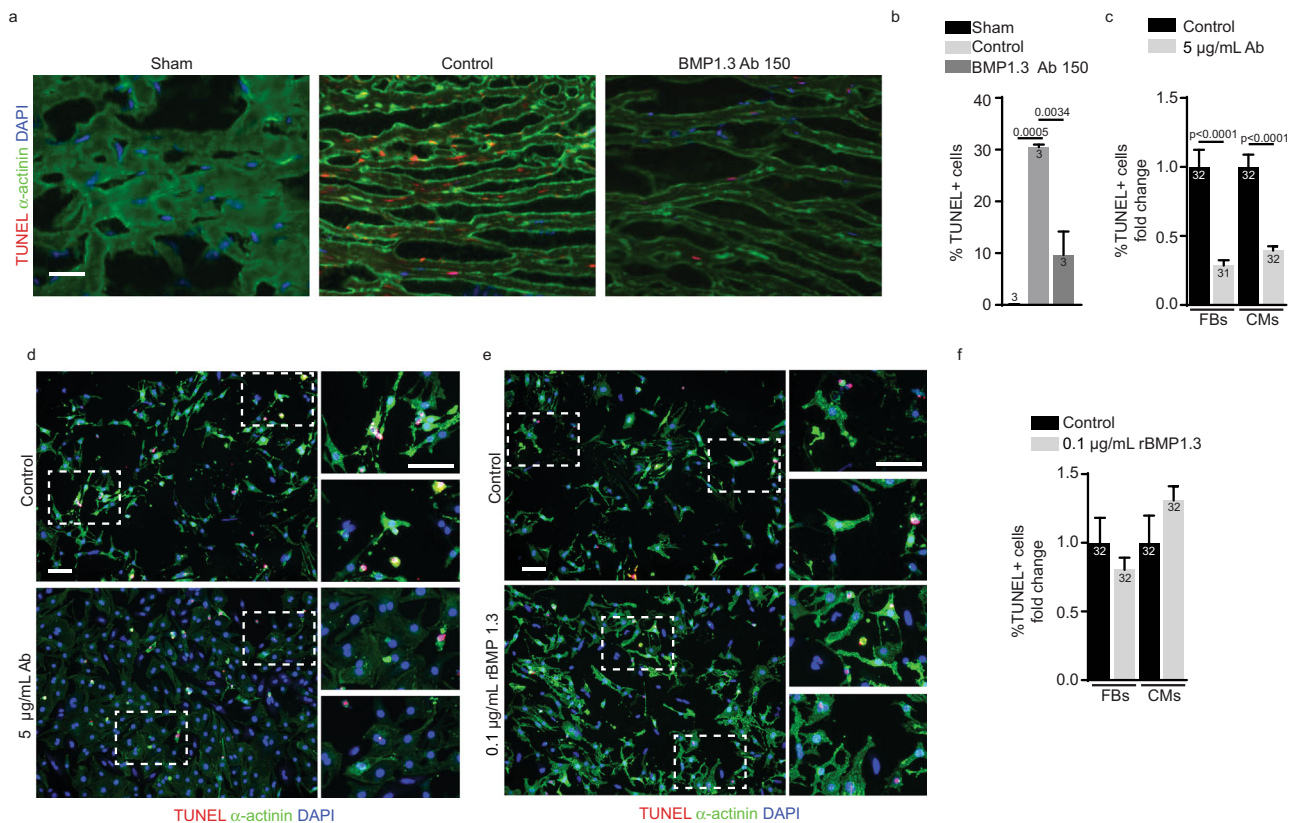 a
Sham
Control
BMP1.3 Ab 150
TUNEL α-actinin DAPI
b
Sham
Control
BMP1.3 Ab 150
% TUNEL+ cells
40
30
20
10
0
0.0005
0.0034
3
3
3
c
Control
5 µg/mL Ab
%TUNEL+ cells
fold change
1.5
1.0
0.5
0.0
p<0.0001
p<0.0001
32
31
32
32
FBs
CMs
d
Control
5 µg/mL Ab
TUNEL α-actinin DAPI
e
Control
0.1 µg/mL rBMP 1.3
TUNEL α-actinin DAPI
f
Control
0.1 µg/mL rBMP1.3
%TUNEL+ cells
fold change
1.5
1.0
0.5
0.0
32
32
32
32
FBs
CMs